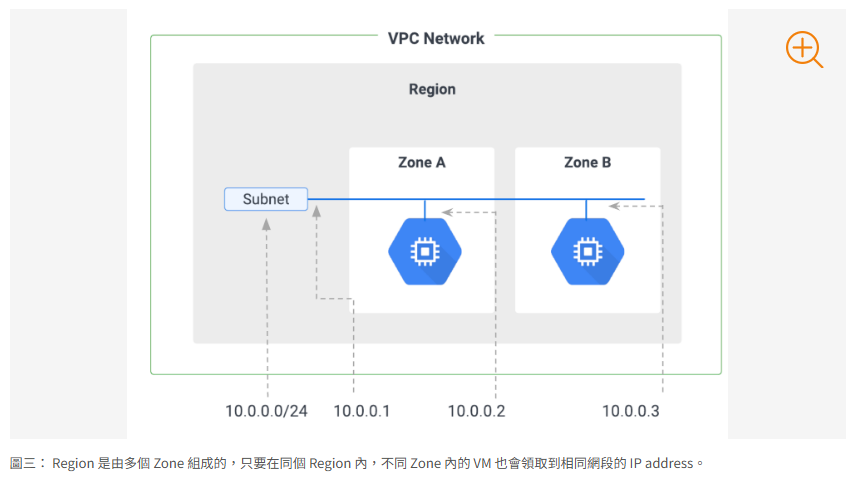 VPC Network
Region
Zone A
Zone B
Subnet
10.0.0.0/24
10.0.0.1
10.0.0.2
10.0.0.3
圖三： Region 是由多個 Zone 組成的，只要在同個 Region 內，不同 Zone 內的 VM 也會領取到相同網段的 IP address。